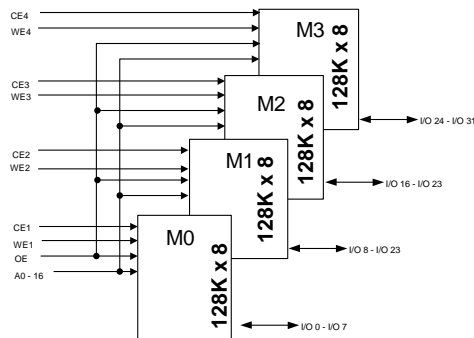 CE4
WE4
M3
128K x 8
I/O 24 - I/O 31
CE3
WE3
M2
128K x 8
I/O 16 - I/O 23
CE2
WE2
M1
128K x 8
I/O 8 - I/O 23
CE1
WE1
OE
A0 - 16
M0
128K x 8
I/O 0 - I/O 7